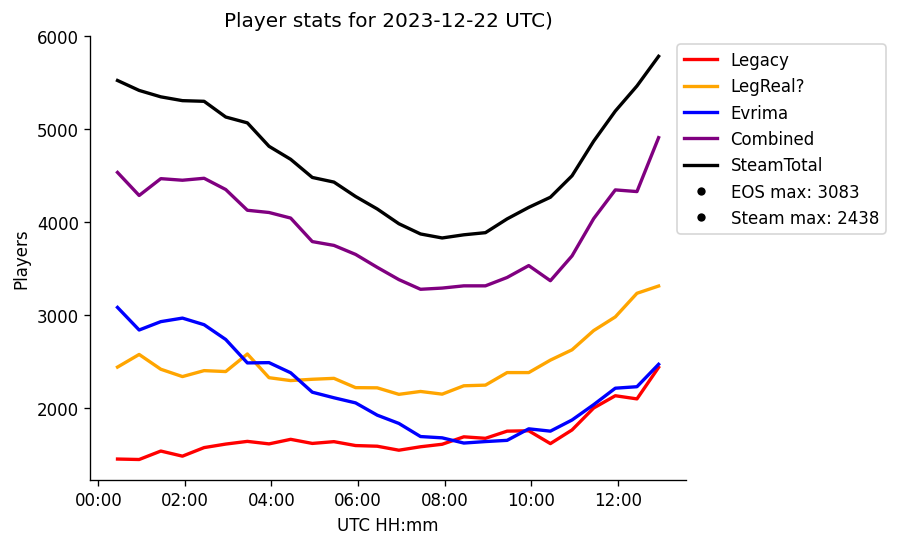 Player stats for 2023-12-22 UTC)
6000
5000
4000
3000
2000
Players
00:00 02:00 04:00 06:00 08:00 10:00 12:00
UTC HH:mm
Legacy
LegReal?
Evrima
Combined
SteamTotal
EOS max: 3083
Steam max: 2438